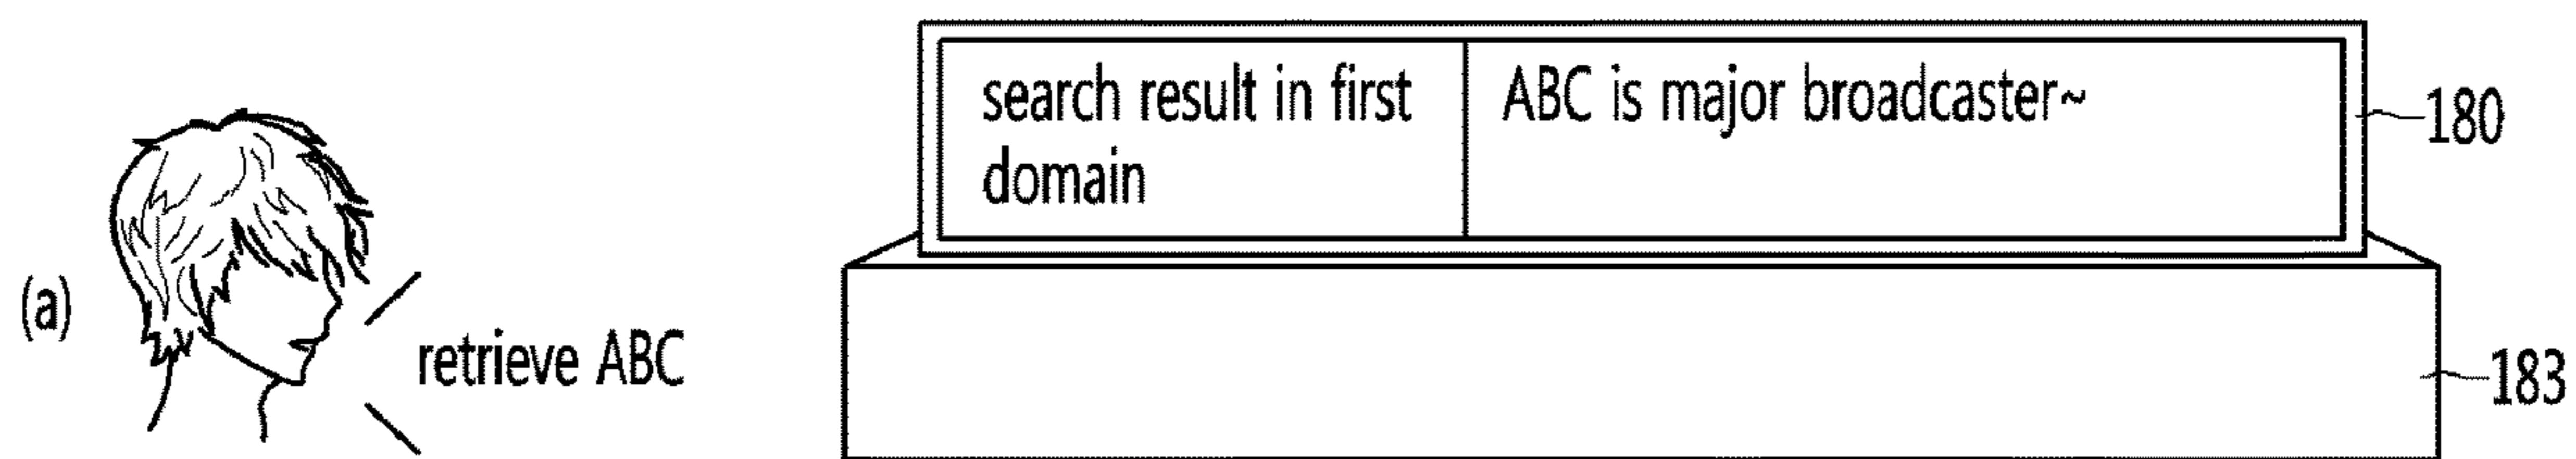 (a)
retrieve ABC
search result in first
domain
ABC is major broadcaster~
180
183